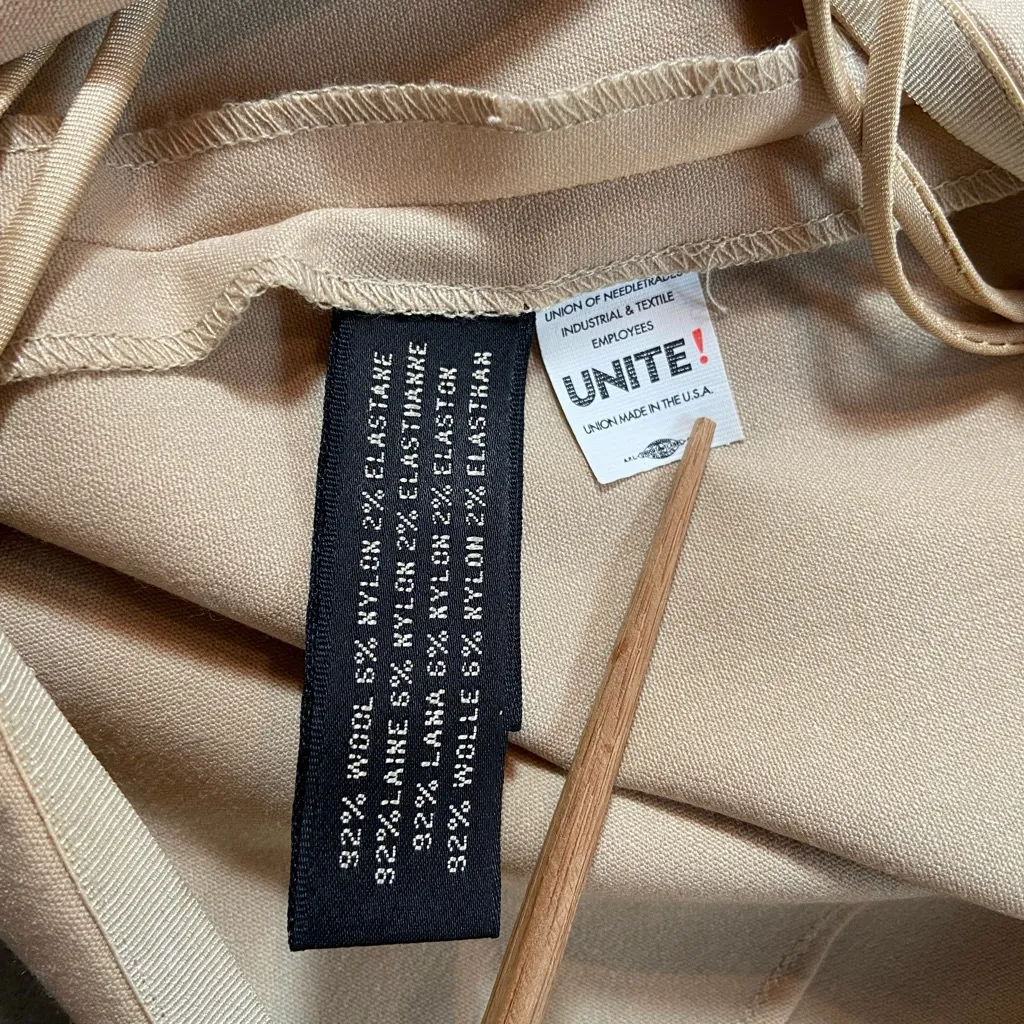 92% WOOL 6% NYLON 2% ELASTANE
92% LAINE 6% NYLON 2% ELASTHANNE
92% LANA 6% NYLON 2% ELASTON
92% WOLLE 6% NYLON 2% ELASTHAN
UNION OF NEEDLETRADES
INDUSTRIAL & TEXTILE
EMPLOYEES
UNITE!
UNION MADE IN THE U.S.A.